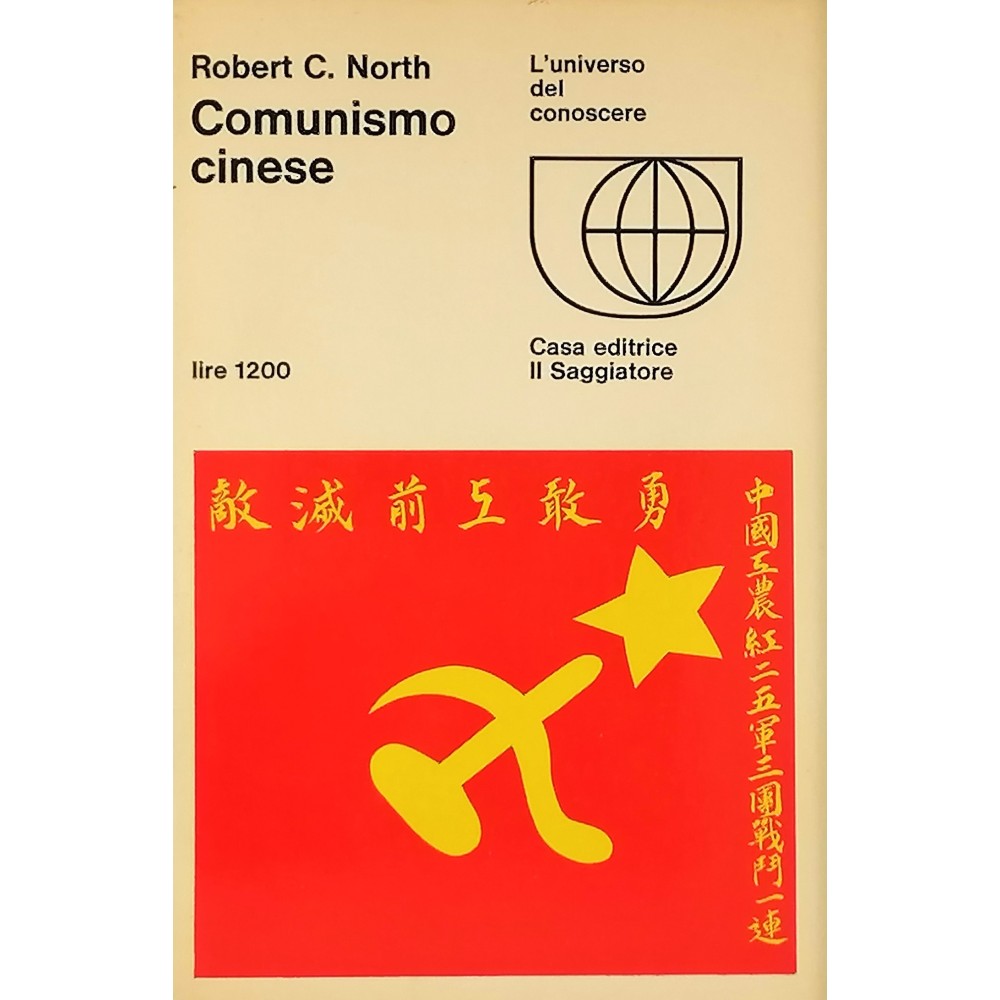 Robert C. North
Comunismo
cinese
lire 1200
L'universo
del
conoscere
Casa editrice
Il Saggiatore
勇敢上前滅敵
中國工農紅二五軍三團戰鬥一連